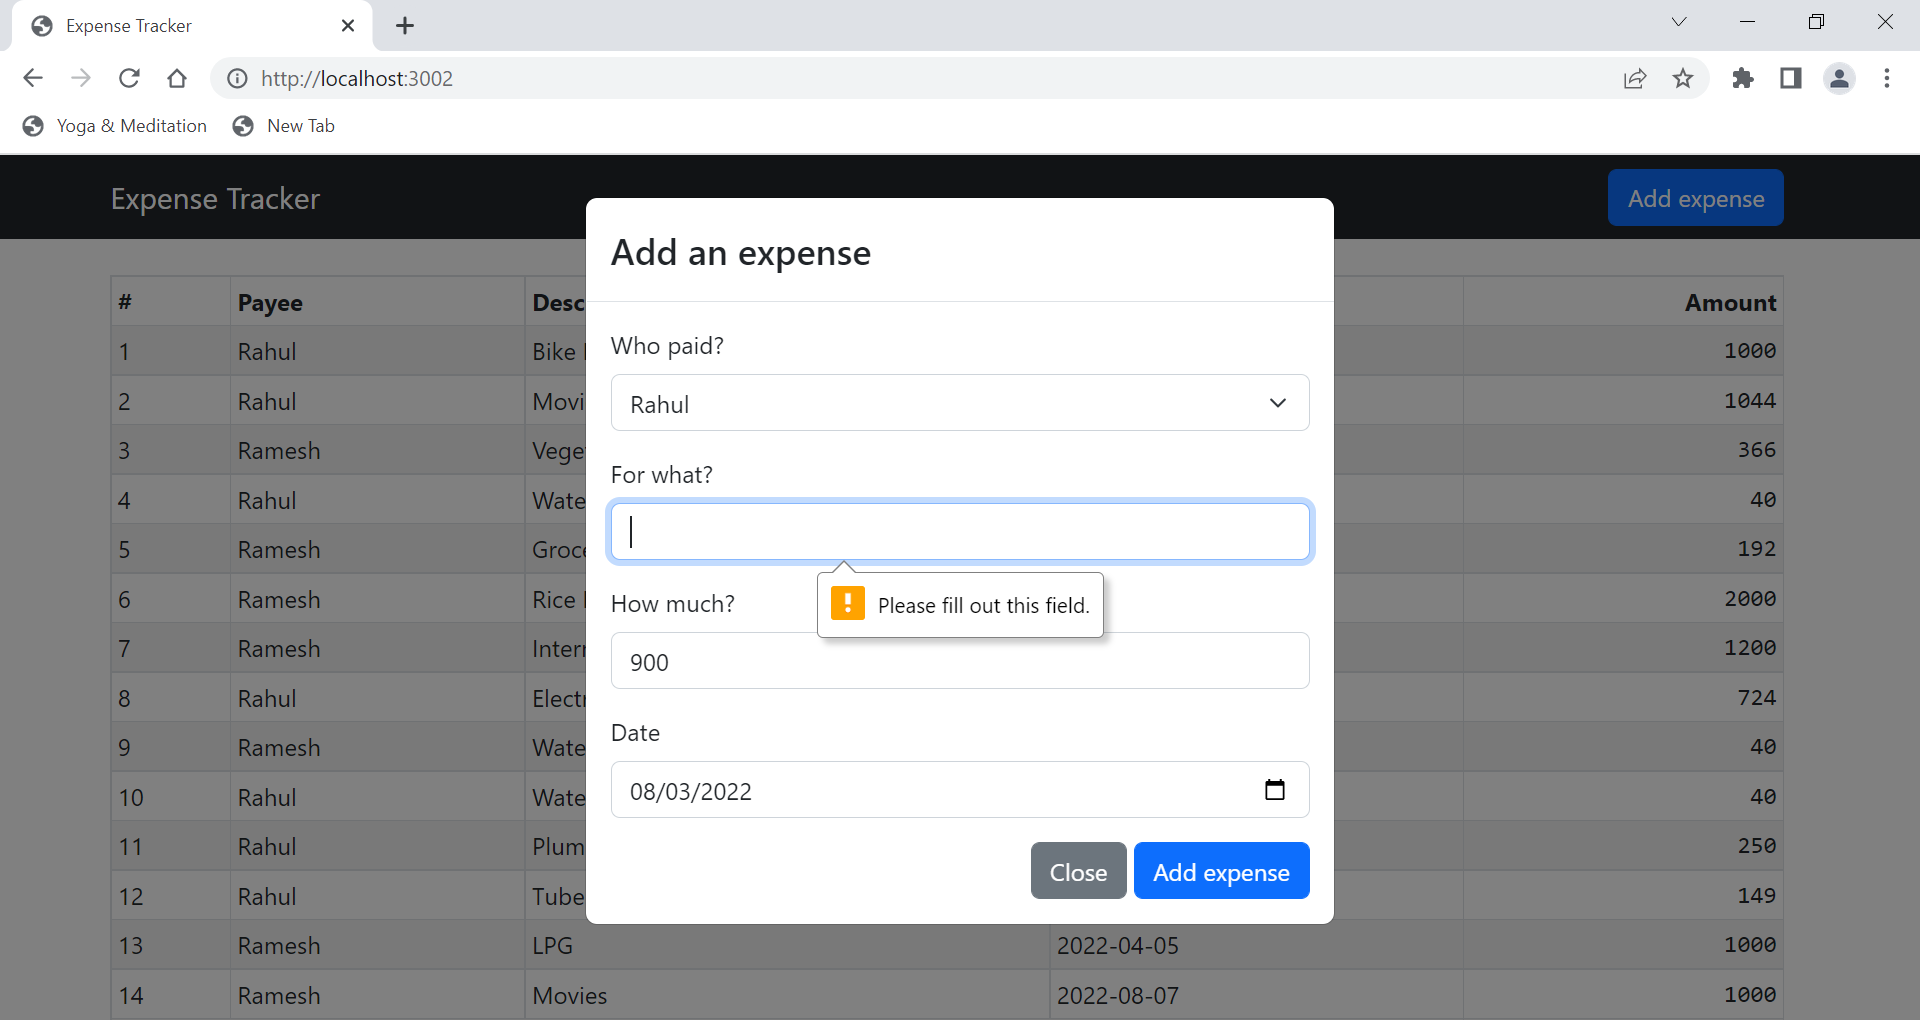 Expense Tracker
http://localhost:3002
Yoga & Meditation New Tab
Expense Tracker Add expense
Add an expense
Who paid?
Rahul
For what?
Please fill out this field.
How much?
900
Date
08/03/2022
Close Add expense
# Payee Desc Amount
1 Rahul Bike 1000
2 Rahul Movi 1044
3 Ramesh Vege 366
4 Rahul Wate 40
5 Ramesh Groce 192
6 Ramesh Rice 2000
7 Ramesh Inter 1200
8 Rahul Elect 724
9 Ramesh Wate 40
10 Rahul Wate 40
11 Rahul Plum 250
12 Rahul Tube 149
13 Ramesh LPG 2022-04-05 1000
14 Ramesh Movies 2022-08-07 1000